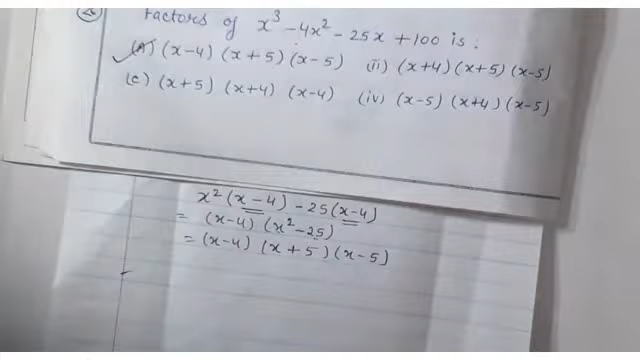 Factors of x³ - 4x² - 25x + 100 is :
(A) (x-4) (x+5) (x-5) (ii) (x+4) (x+5) (x-5)
(c) (x+5) (x+4) (x-4) (iv) (x-5) (x+4) (x-5)
x² (x-4) - 25 (x-4)
= (x-4) (x² - 25)
= (x-4) (x+5) (x-5)